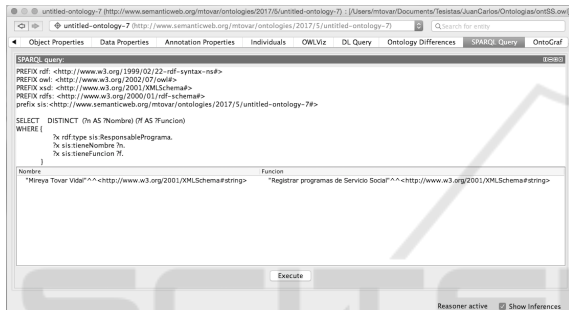 untitled-ontology-7 (http://www.semanticweb.org/mtovar/ontologies/2017/5/untitled-ontology-7) : [/Users/mtovar/Documents/Tesistas/JuanCarlos/Ontologias/ontSS.owl]
untitled-ontology-7 (http://www.semanticweb.org/mtovar/ontologies/2017/5/untitled-ontology-7) Search for entity
Object Properties Data Properties Annotation Properties Individuals OWLViz DL Query Ontology Differences SPARQL Query OntoGraf
SPARQL query:
PREFIX rdf: <http://www.w3.org/1999/02/22-rdf-syntax-ns#>
PREFIX owl: <http://www.w3.org/2002/07/owl#>
PREFIX xsd: <http://www.w3.org/2001/XMLSchema#>
PREFIX rdfs: <http://www.w3.org/2000/01/rdf-schema#>
prefix sis:<http://www.semanticweb.org/mtovar/ontologies/2017/5/untitled-ontology-7#>
SELECT DISTINCT (?n AS ?Nombre) (?f AS ?Funcion)
WHERE {
?x rdf:type sis:ResponsablePrograma.
?x sis:tieneNombre ?n.
?x sis:tieneFuncion ?f.
}
Nombre Funcion
"Mireya Tovar Vidal"^^<http://www.w3.org/2001/XMLSchema#string> "Registrar programas de Servicio Social"^^<http://www.w3.org/2001/XMLSchema#string>
Execute
Reasoner active Show Inferences